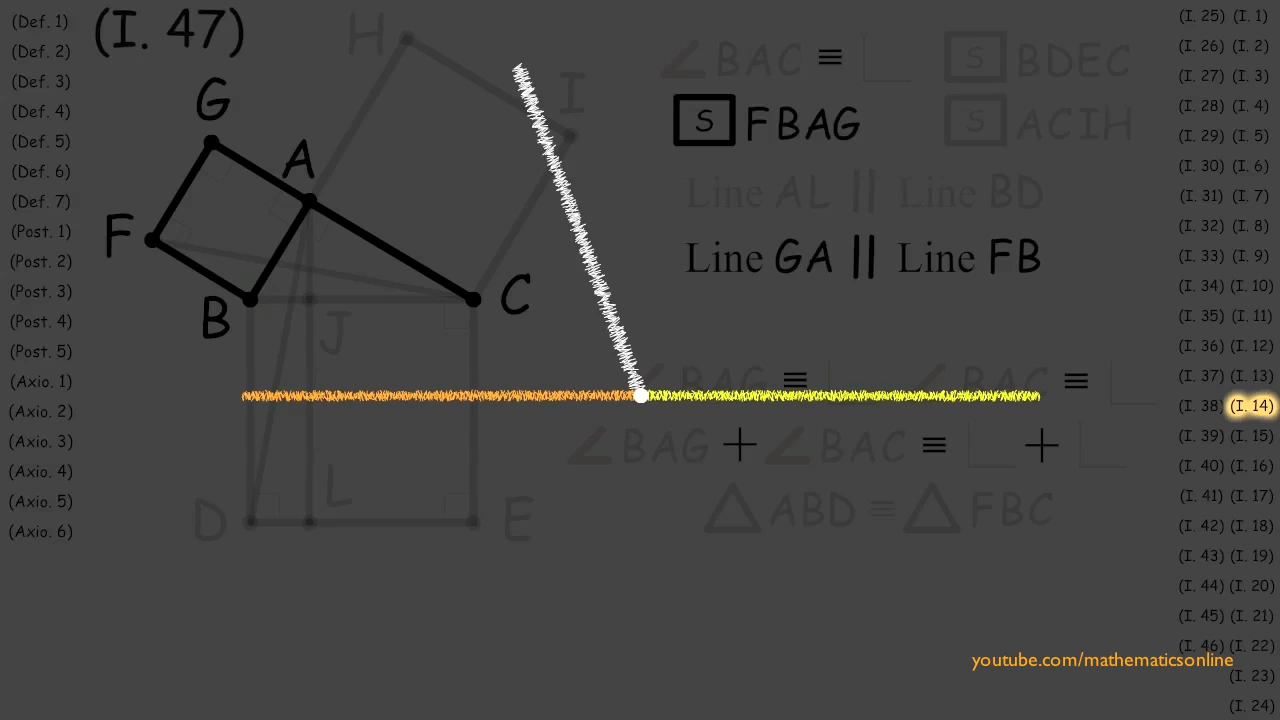 (I. 47)
(Def. 1)
(Def. 2)
(Def. 3)
(Def. 4)
(Def. 5)
(Def. 6)
(Def. 7)
(Post. 1)
(Post. 2)
(Post. 3)
(Post. 4)
(Post. 5)
(Axio. 1)
(Axio. 2)
(Axio. 3)
(Axio. 4)
(Axio. 5)
(Axio. 6)
H
I
G
A
F
B
C
J
L
D
E
∠BAC ≡ ∟
S BDEC
S FBAG
S ACIH
Line AL || Line BD
Line GA || Line FB
∠BAG ≡ ∟ ∠BAC ≡ ∟
∠BAG + ∠BAC ≡ ∟ + ∟
△ABD ≡ △FBC
(I. 25) (I. 1)
(I. 26) (I. 2)
(I. 27) (I. 3)
(I. 28) (I. 4)
(I. 29) (I. 5)
(I. 30) (I. 6)
(I. 31) (I. 7)
(I. 32) (I. 8)
(I. 33) (I. 9)
(I. 34) (I. 10)
(I. 35) (I. 11)
(I. 36) (I. 12)
(I. 37) (I. 13)
(I. 38) (I. 14)
(I. 39) (I. 15)
(I. 40) (I. 16)
(I. 41) (I. 17)
(I. 42) (I. 18)
(I. 43) (I. 19)
(I. 44) (I. 20)
(I. 45) (I. 21)
(I. 46) (I. 22)
(I. 23)
(I. 24)
youtube.com/mathematicsonline